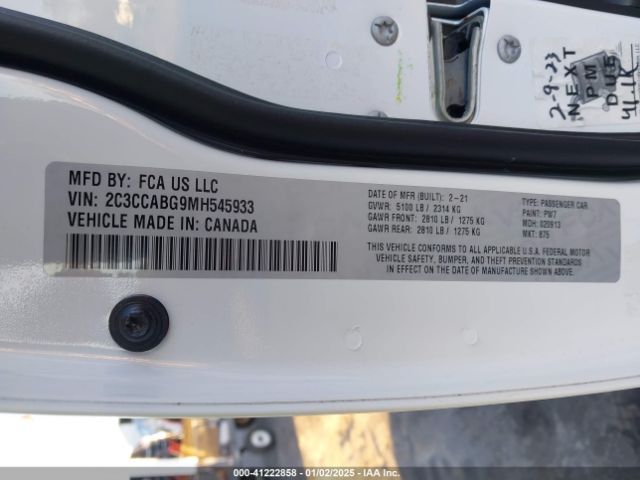 2-9-23
NEXT
PM
DUE
41.1K
MFD BY: FCA US LLC
VIN: 2C3CCABG9MH545933
VEHICLE MADE IN: CANADA
DATE OF MFR (BUILT): 2-21
GVWR: 5100 LB / 2314 KG
GAWR FRONT: 2810 LB / 1275 KG
GAWR REAR: 2810 LB / 1275 KG
TYPE: PASSENGER CAR
PAINT: PW7
MDH: 020913
MKT: 875
THIS VEHICLE CONFORMS TO ALL APPLICABLE U.S.A. FEDERAL MOTOR
VEHICLE SAFETY, BUMPER, AND THEFT PREVENTION STANDARDS
IN EFFECT ON THE DATE OF MANUFACTURE SHOWN ABOVE.
000-41222858 - 01/02/2025 - IAA Inc.